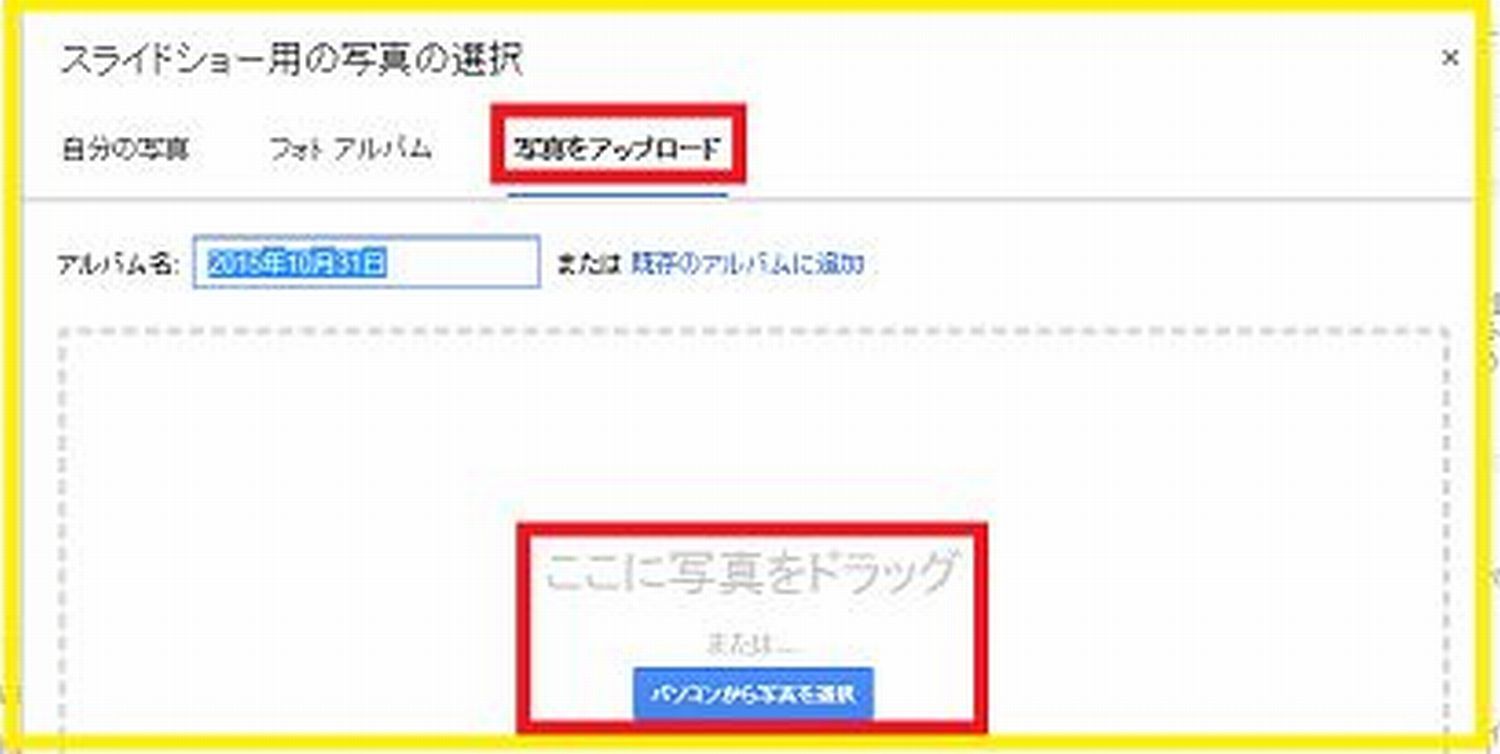 スライドショー用の写真の選択
×
自分の写真 フォト アルバム 写真をアップロード
アルバム名: 2015年10月31日 または 既存のアルバムに追加
ここに写真をドラッグ
または...
パソコンから写真を選択